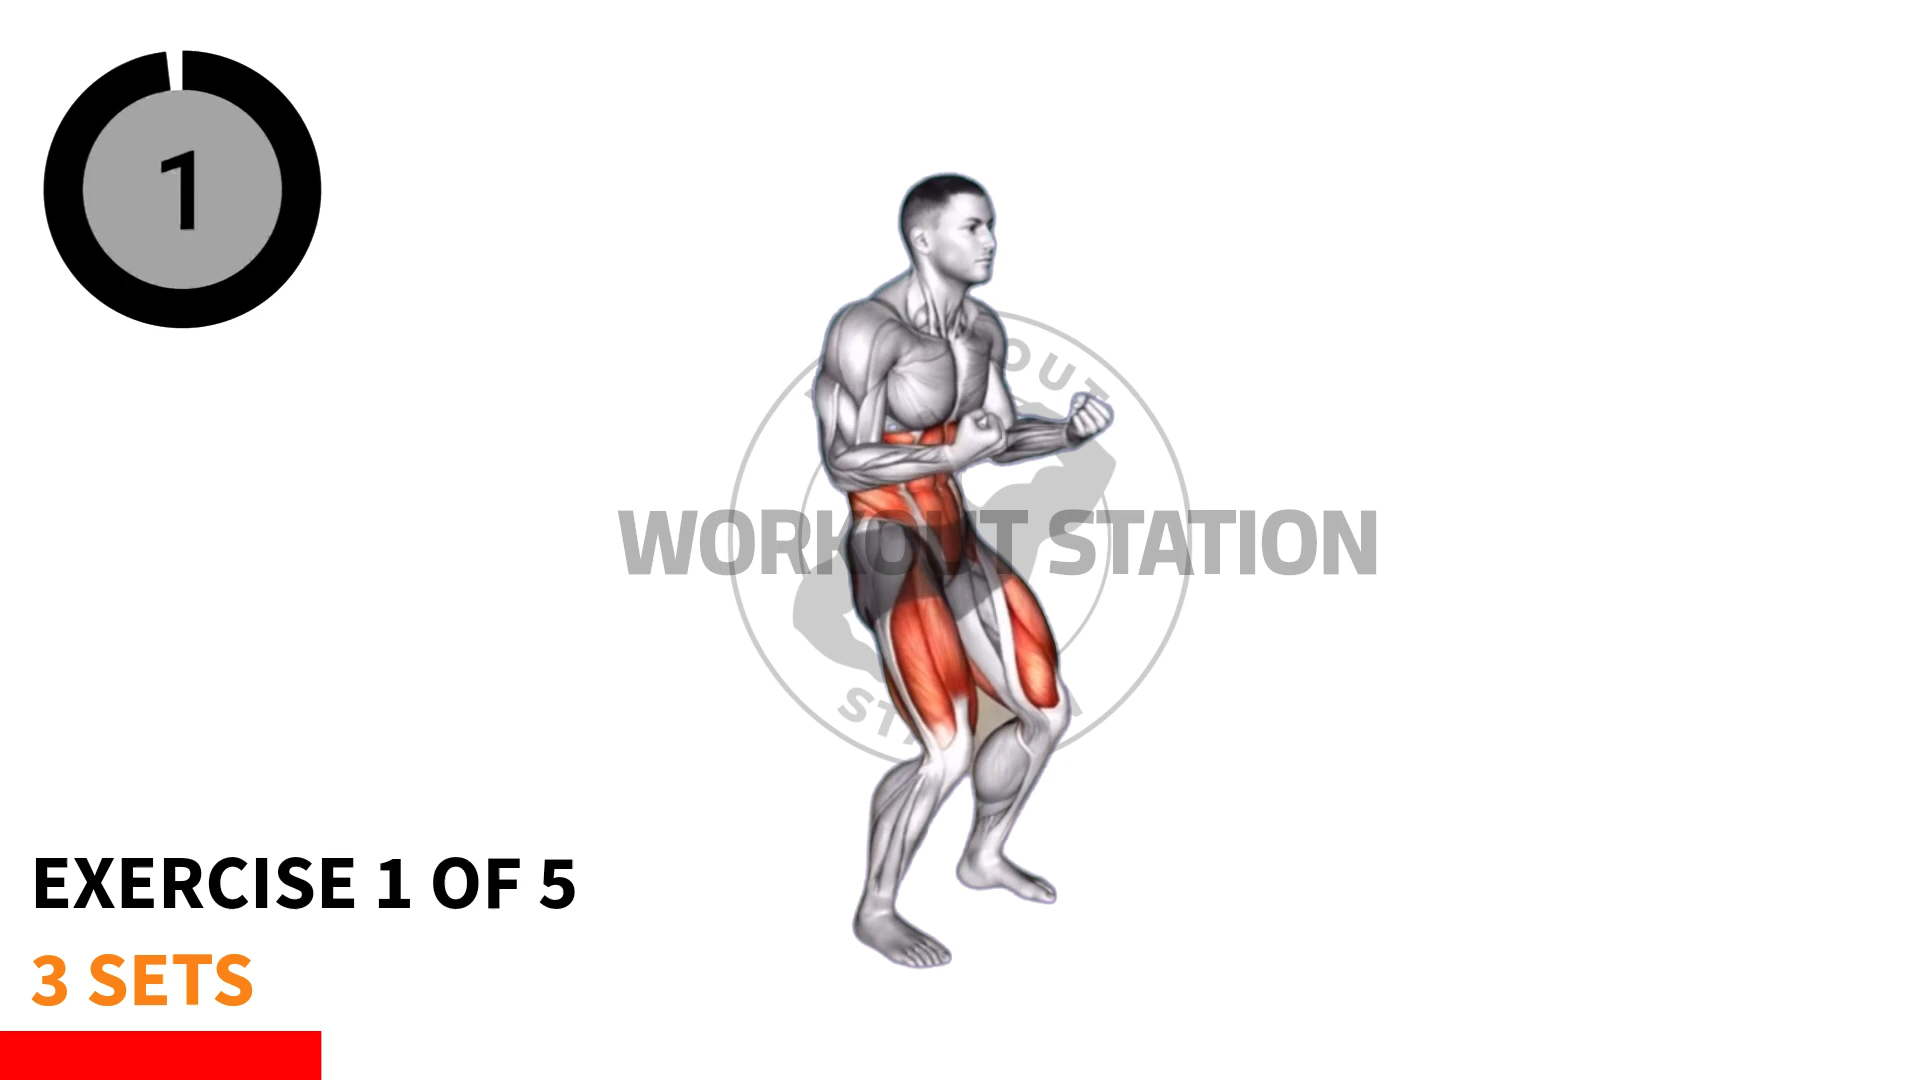 1
WORKOUT STATION
EXERCISE 1 OF 5
3 SETS